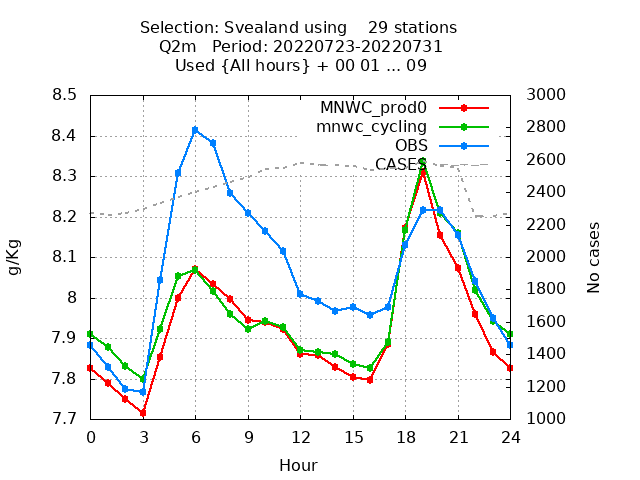 Selection: Svealand using    29 stations
Q2m   Period: 20220723-20220731
Used {All hours} + 00 01 ... 09
8.5
8.4
8.3
8.2
8.1
8
7.9
7.8
7.7
3000
2800
2600
2400
2200
2000
1800
1600
1400
1200
1000
MNWC_prod0
mnwc_cycling
OBS
CASES
g/Kg
No cases
0 3 6 9 12 15 18 21 24
Hour